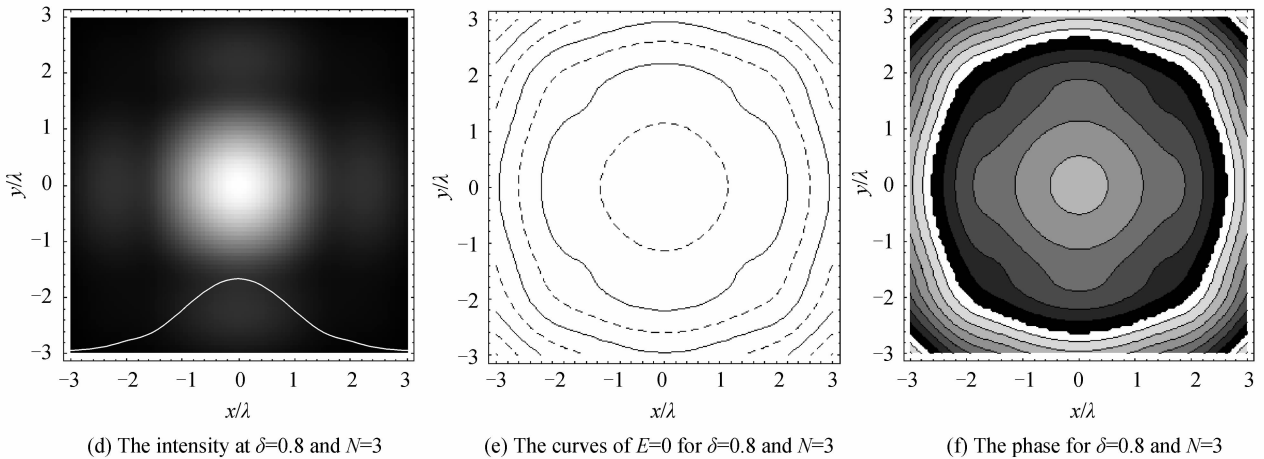 3
2
1
0
−1
−2
−3
y/λ
−3 −2 −1 0 1 2 3
x/λ
(d) The intensity at δ=0.8 and N=3
3
2
1
0
−1
−2
−3
y/λ
−3 −2 −1 0 1 2 3
x/λ
(e) The curves of E=0 for δ=0.8 and N=3
3
2
1
0
−1
−2
−3
y/λ
−3 −2 −1 0 1 2 3
x/λ
(f) The phase for δ=0.8 and N=3